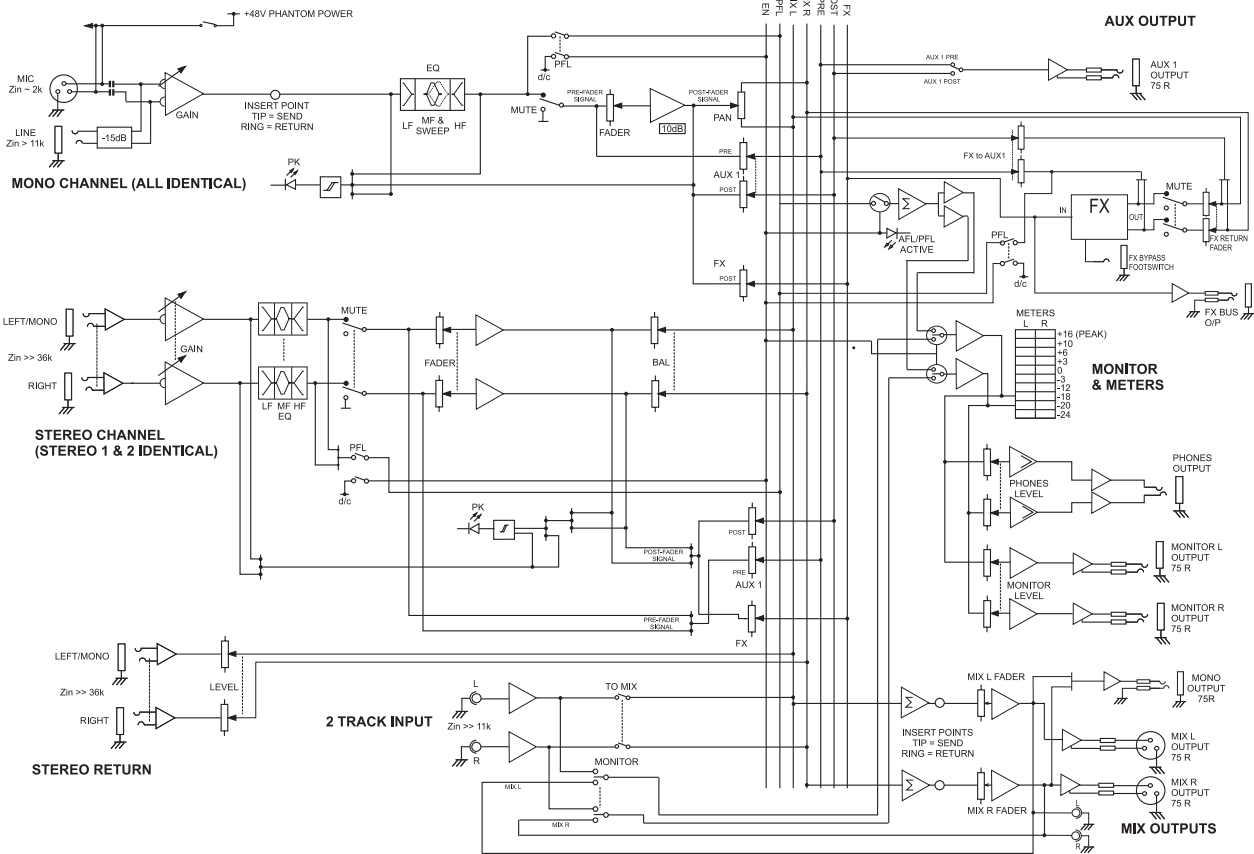 +48V PHANTOM POWER
MIC
Zin ~ 2k
GAIN
LINE
Zin > 11k
-15dB
INSERT POINT
TIP = SEND
RING = RETURN
EQ
LF
MF &
SWEEP
HF
MONO CHANNEL (ALL IDENTICAL)
PK
d/c
PFL
MUTE
PRE-FADER
SIGNAL
FADER
10dB
POST-FADER
SIGNAL
PAN
PRE
AUX 1
POST
FX
EN
PFL
MIX L
MIX R
PRE
POST
FX
AUX OUTPUT
AUX 1 PRE
AUX 1 POST
AUX 1
OUTPUT
75 R
FX to AUX1
Σ
AFL/PFL
ACTIVE
PFL
d/c
IN
FX
OUT
MUTE
FX RETURN
FADER
FX BYPASS
FOOTSWITCH
FX BUS
O/P
METERS
L R
+16 (PEAK)
+10
+6
+3
0
-3
-12
-18
-20
-24
MONITOR
& METERS
PHONES
LEVEL
PHONES
OUTPUT
MONITOR
LEVEL
MONITOR L
OUTPUT
75 R
MONITOR R
OUTPUT
75 R
LEFT/MONO
Zin >> 36k
RIGHT
GAIN
LF MF HF
EQ
MUTE
FADER
BAL
STEREO CHANNEL
(STEREO 1 & 2 IDENTICAL)
PFL
d/c
PK
POST-FADER
SIGNAL
POST
PRE
AUX 1
PRE-FADER
SIGNAL
FX
LEFT/MONO
Zin >> 36k
RIGHT
LEVEL
STEREO RETURN
2 TRACK INPUT
L
Zin >> 11k
R
TO MIX
MONITOR
MIX L
MIX R
Σ
INSERT POINTS
TIP = SEND
RING = RETURN
Σ
MIX L FADER
MIX R FADER
MONO
OUTPUT
75R
MIX L
OUTPUT
75 R
MIX R
OUTPUT
75 R
L
R
MIX OUTPUTS